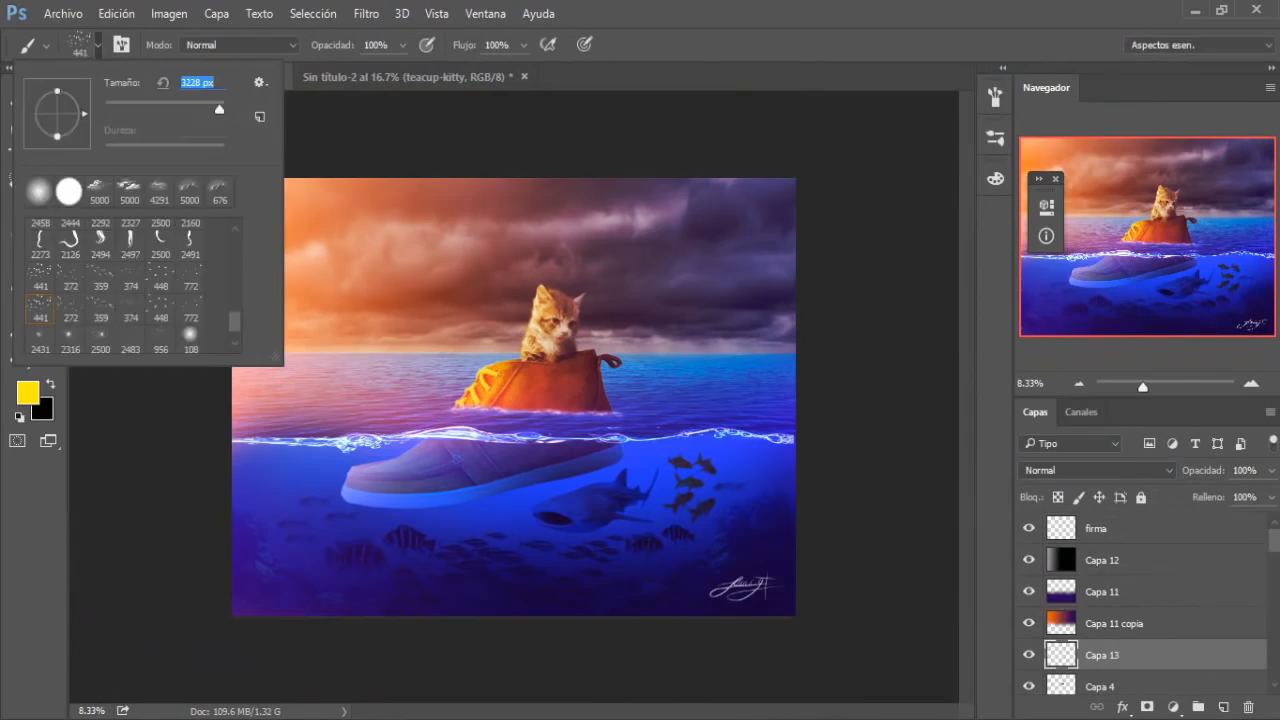 Ps Archivo Edición Imagen Capa Texto Selección Filtro 3D Vista Ventana Ayuda
441 Modo: Normal Opacidad: 100% Flujo: 100% Aspectos esen.
Sin título-2 al 16.7% (teacup-kitty, RGB/8) *
Tamaño: 3228 px
Dureza:
5000 5000 4291 5000 676
2458 2444 2292 2327 2500 2160
2273 2126 2494 2497 2500 2491
441 272 359 374 448 772
441 272 359 374 448 772
2431 2316 2500 2483 956 108
Navegador
8.33%
Capas Canales
Tipo
Normal Opacidad: 100%
Bloq.: Relleno: 100%
firma
Capa 12
Capa 11
Capa 11 copia
Capa 13
Capa 4
fx
8.33% Doc: 109.6 MB/1.32 G